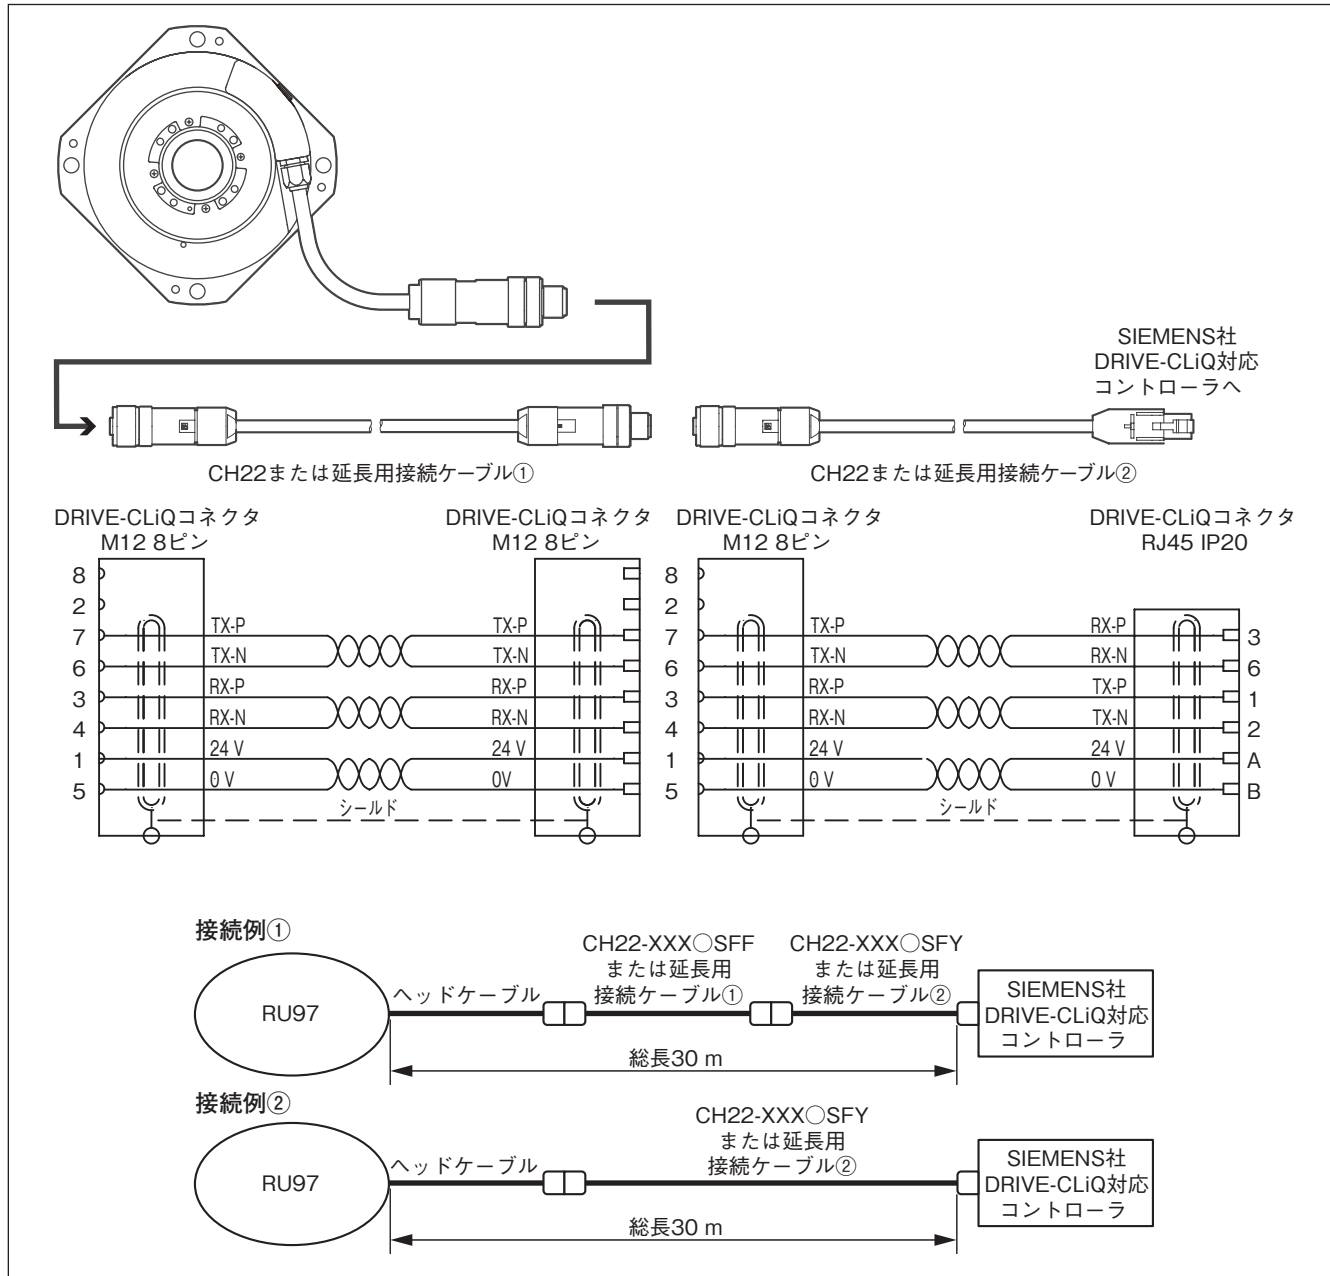 SIEMENS社
DRIVE-CLiQ対応
コントローラへ
CH22または延長用接続ケーブル①
CH22または延長用接続ケーブル②
DRIVE-CLiQコネクタ
M12 8ピン
DRIVE-CLiQコネクタ
M12 8ピン
DRIVE-CLiQコネクタ
M12 8ピン
DRIVE-CLiQコネクタ
RJ45 IP20
8
2
7 TX-P TX-P
6 TX-N TX-N
3 RX-P RX-P
4 RX-N RX-N
1 24 V 24 V
5 0 V 0V
シールド
8
2
7 TX-P RX-P 3
6 TX-N RX-N 6
3 RX-P TX-P 1
4 RX-N TX-N 2
1 24 V 24 V A
5 0 V 0 V B
シールド
接続例①
RU97
ヘッドケーブル
CH22-XXX○SFF
または延長用
接続ケーブル①
CH22-XXX○SFY
または延長用
接続ケーブル②
SIEMENS社
DRIVE-CLiQ対応
コントローラ
総長30 m
接続例②
RU97
ヘッドケーブル
CH22-XXX○SFY
または延長用
接続ケーブル②
SIEMENS社
DRIVE-CLiQ対応
コントローラ
総長30 m